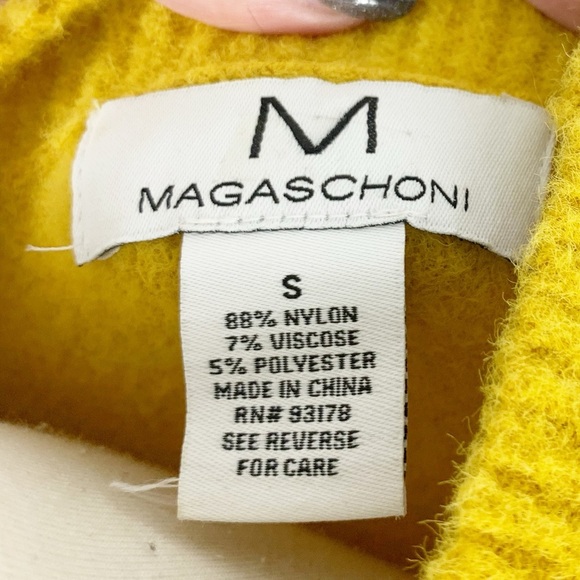 M
MAGASCHONI
S
88% NYLON
7% VISCOSE
5% POLYESTER
MADE IN CHINA
RN# 93178
SEE REVERSE
FOR CARE